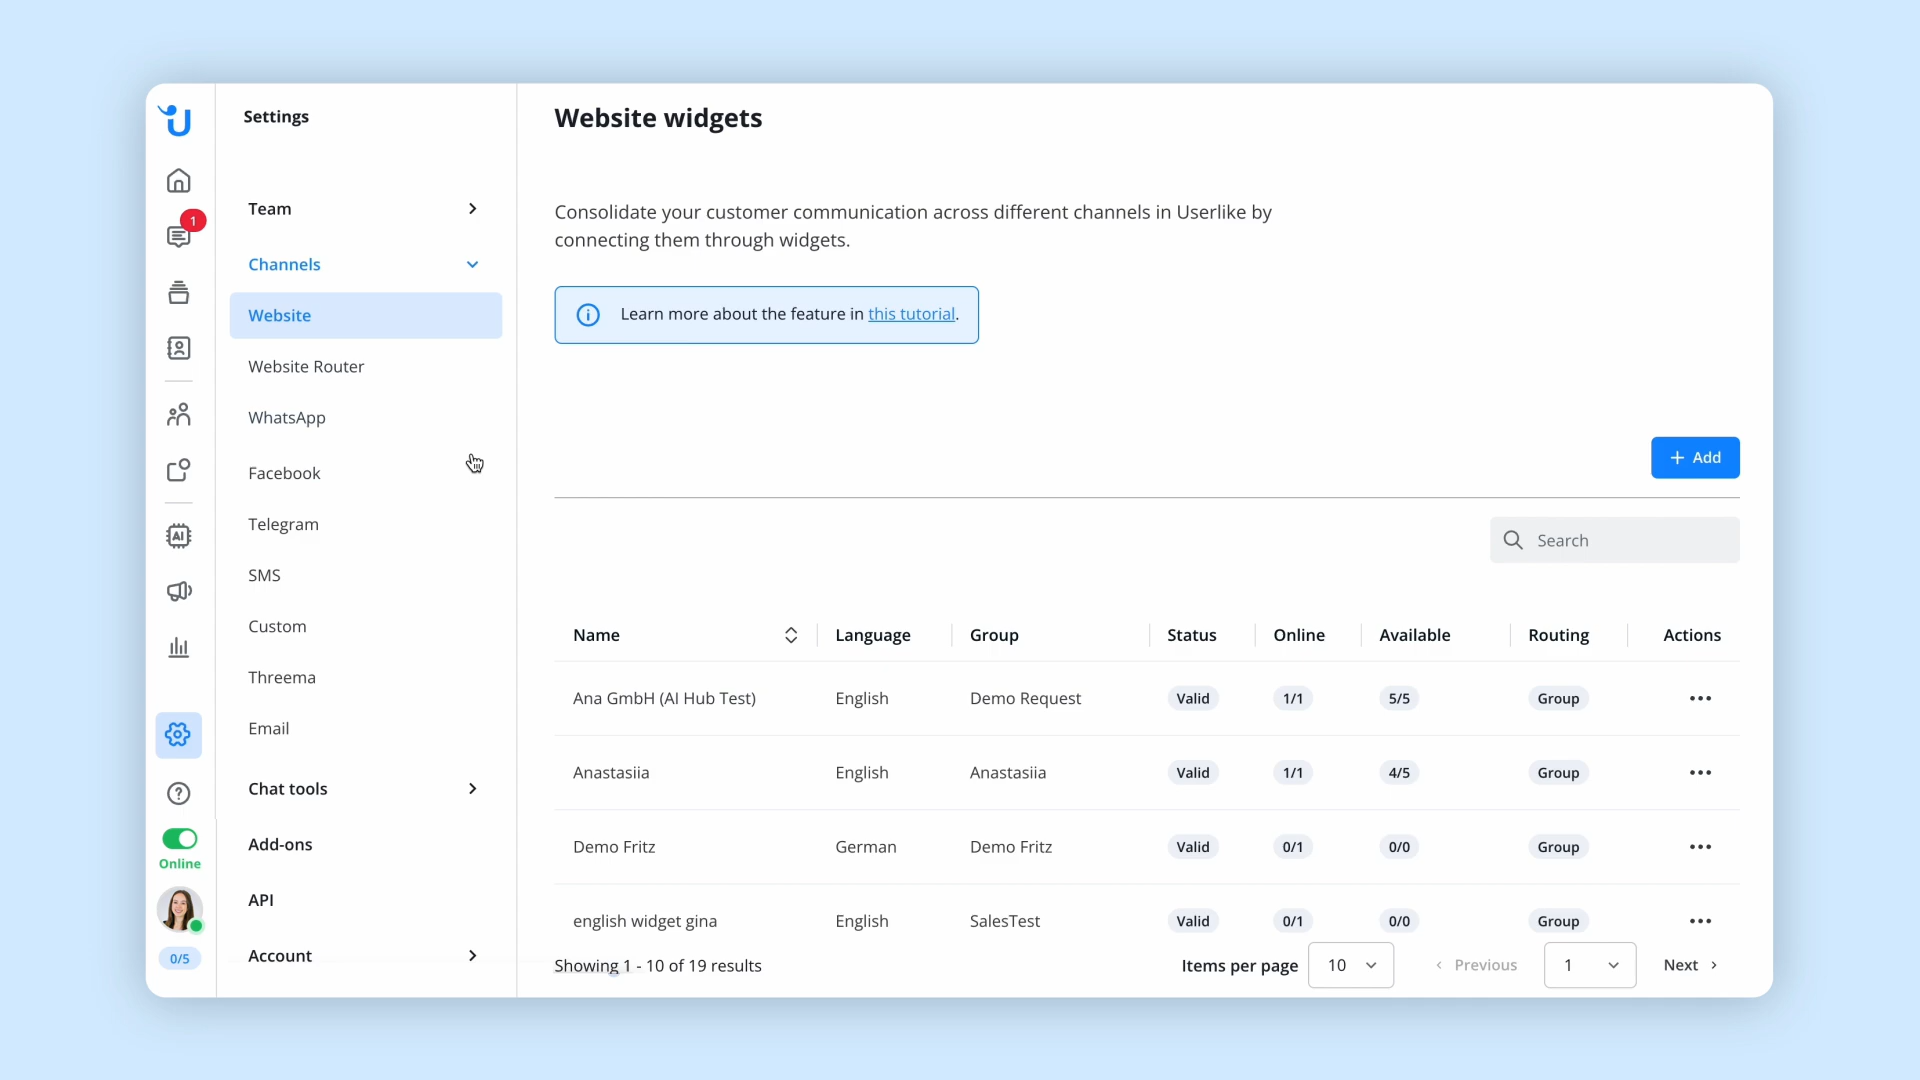 Settings
Team
Channels
Website
Website Router
WhatsApp
Facebook
Telegram
SMS
Custom
Threema
Email
Chat tools
Add-ons
API
Account
1
AI
Online
0/5
Website widgets
Consolidate your customer communication across different channels in Userlike by
connecting them through widgets.
Learn more about the feature in this tutorial.
+ Add
Search
Name Language Group Status Online Available Routing Actions
Ana GmbH (AI Hub Test) English Demo Request Valid 1/1 5/5 Group
Anastasiia English Anastasiia Valid 1/1 4/5 Group
Demo Fritz German Demo Fritz Valid 0/1 0/0 Group
english widget gina English SalesTest Valid 0/1 0/0 Group
Showing 1 - 10 of 19 results Items per page 10 Previous 1 Next